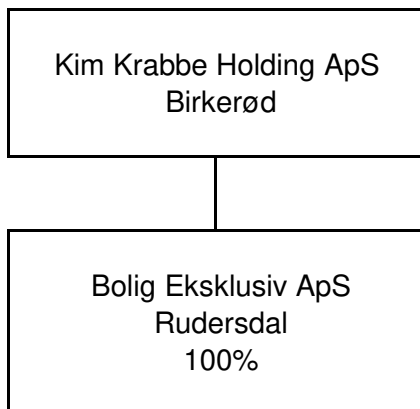 Kim Krabbe Holding ApS
Birkerød
Bolig Eksklusiv ApS
Rudersdal
100%